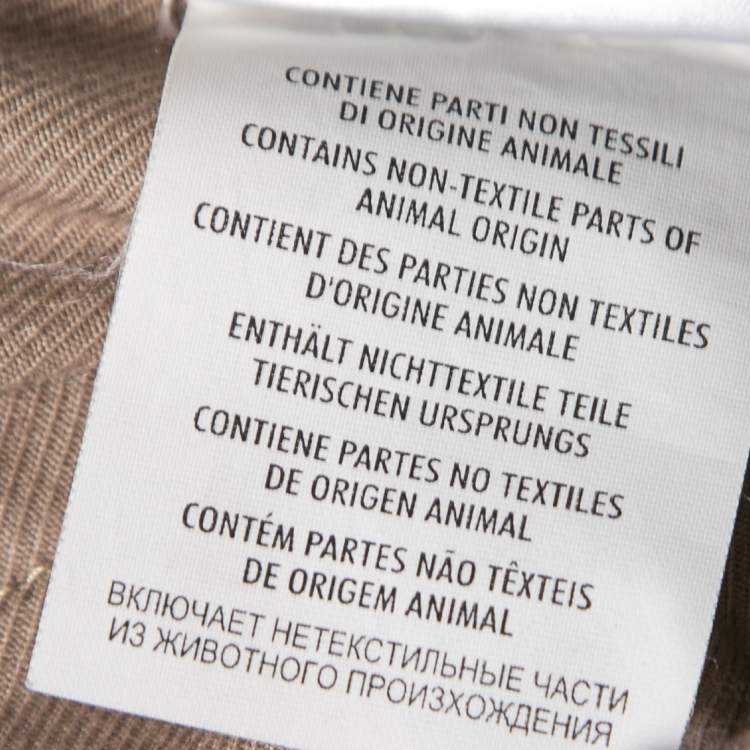 CONTIENE PARTI NON TESSILI
DI ORIGINE ANIMALE
CONTAINS NON-TEXTILE PARTS OF
ANIMAL ORIGIN
CONTIENT DES PARTIES NON TEXTILES
D'ORIGINE ANIMALE
ENTHÄLT NICHTTEXTILE TEILE
TIERISCHEN URSPRUNGS
CONTIENE PARTES NO TEXTILES
DE ORIGEN ANIMAL
CONTÉM PARTES NÃO TÊXTEIS
DE ORIGEM ANIMAL
ВКЛЮЧАЕТ НЕТЕКСТИЛЬНЫЕ ЧАСТИ
ИЗ ЖИВОТНОГО ПРОИЗХОЖДЕНИЯ